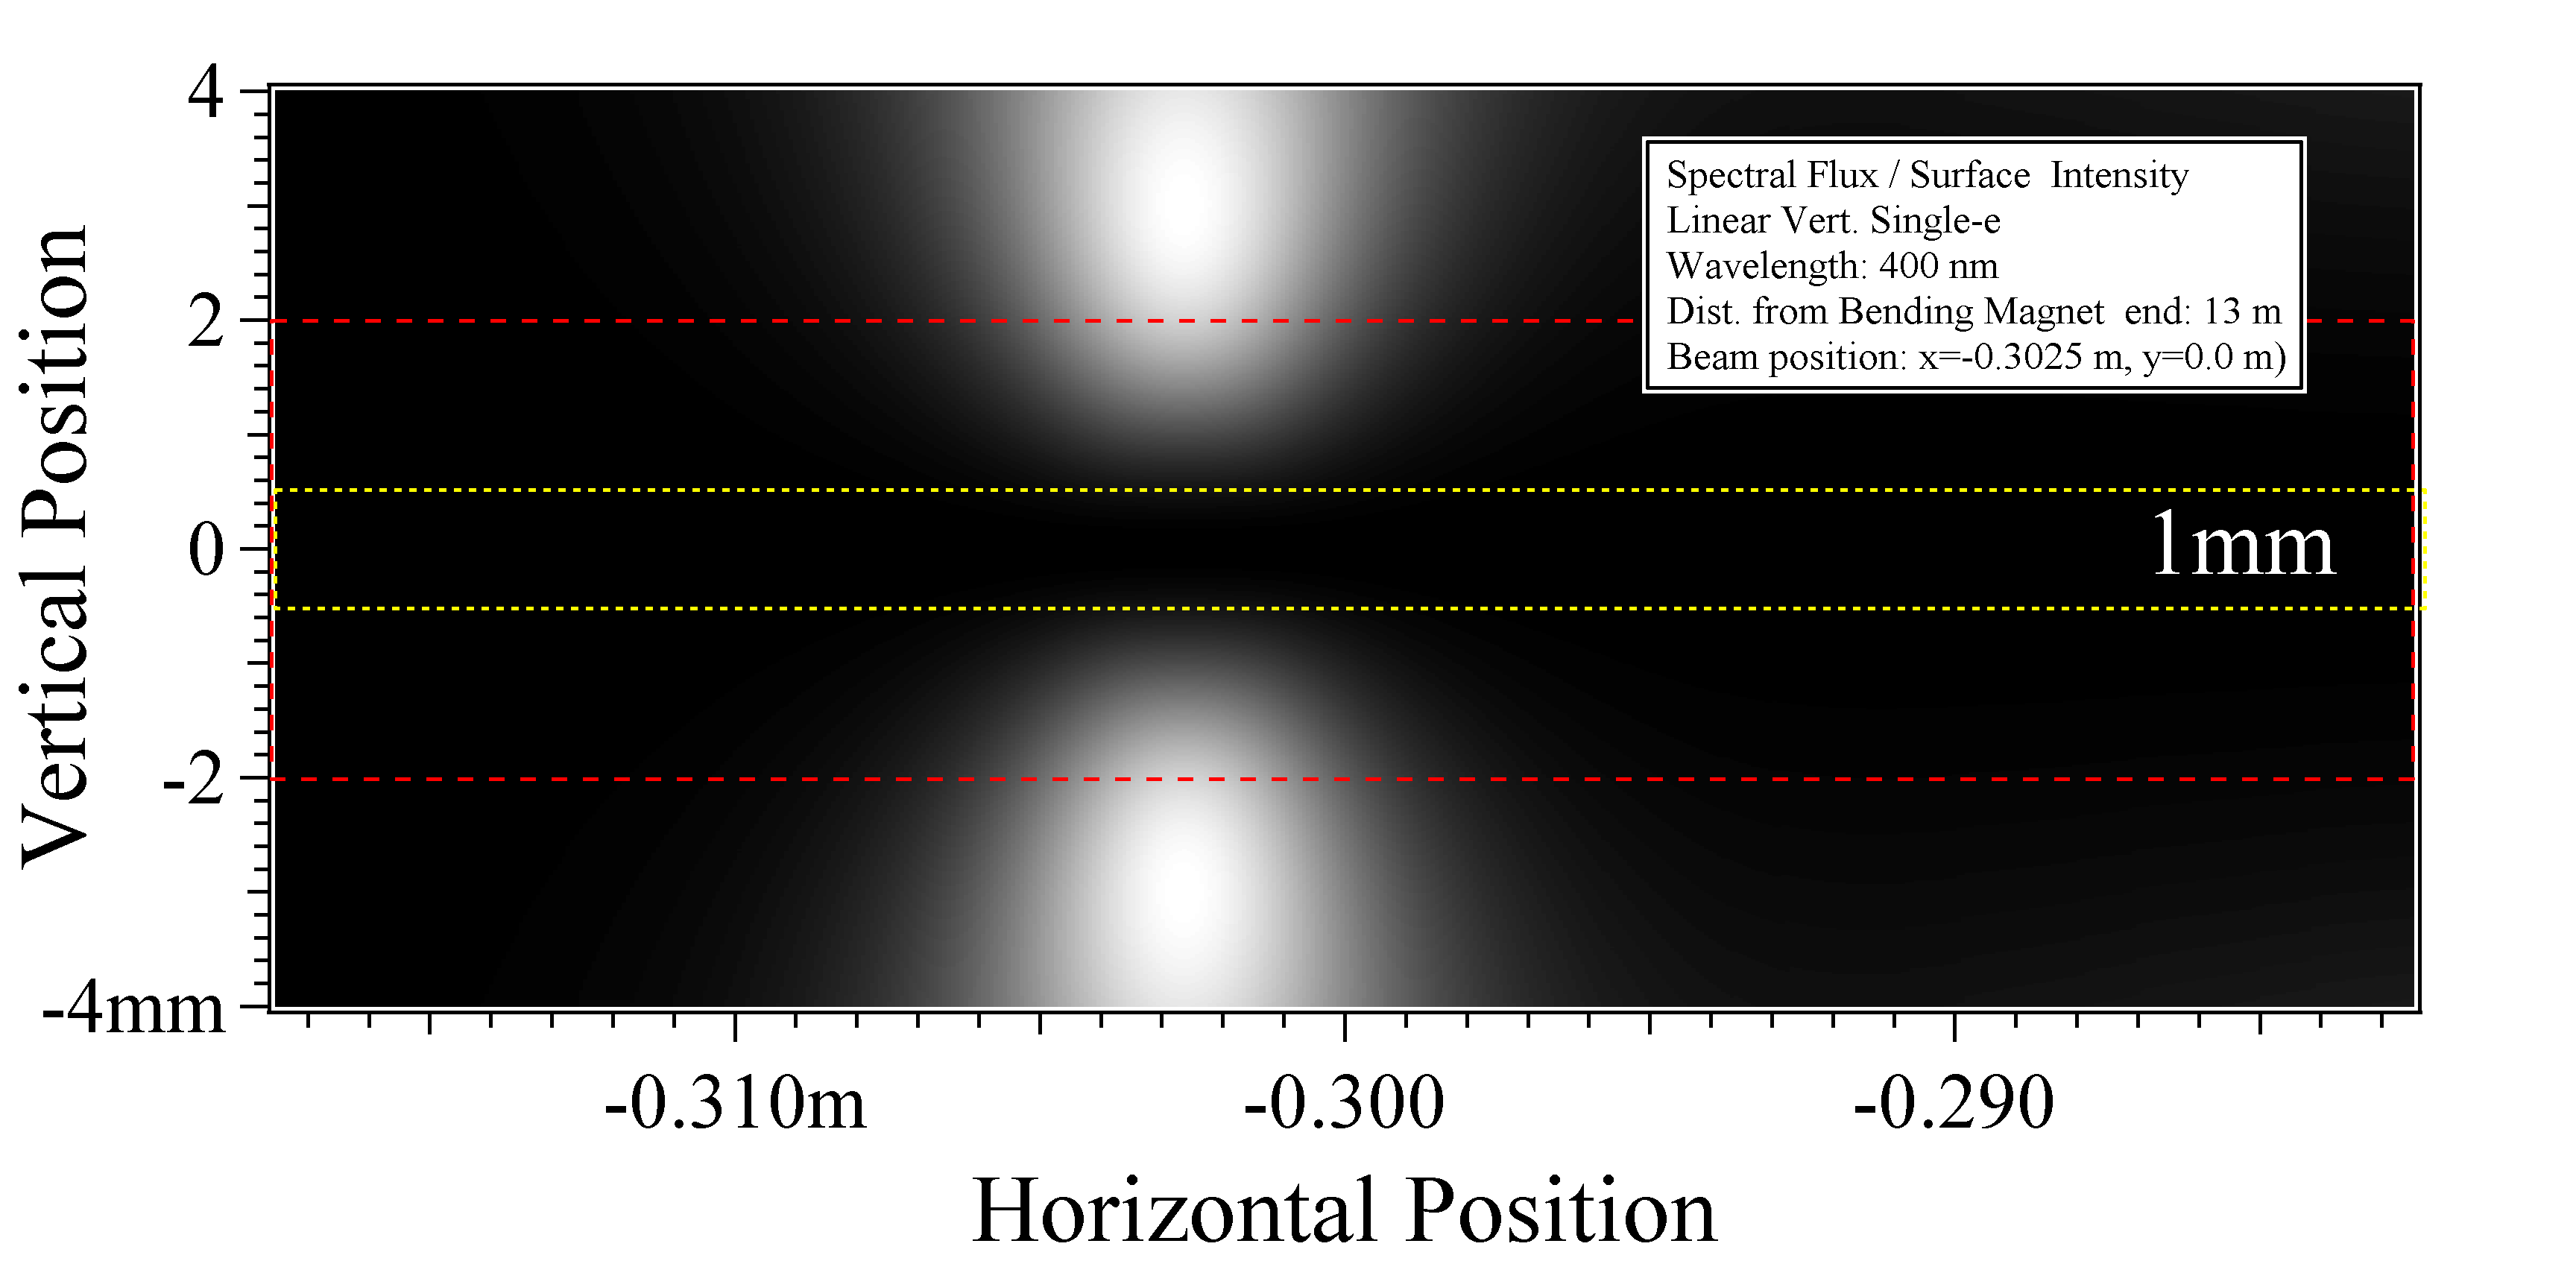 4
2
0
-2
-4mm
Vertical Position
Spectral Flux / Surface Intensity
Linear Vert. Single-e
Wavelength: 400 nm
Dist. from Bending Magnet end: 13 m
Beam position: x=-0.3025 m, y=0.0 m)
1mm
-0.310m
-0.300
-0.290
Horizontal Position